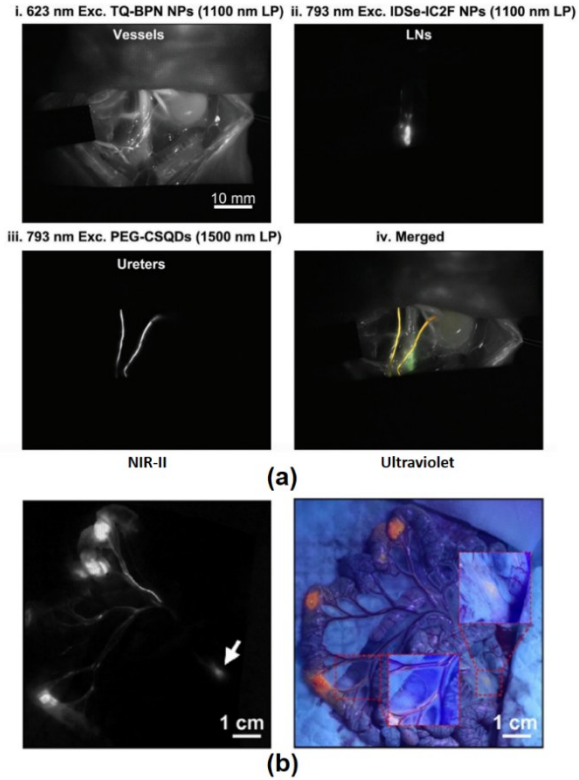 i. 623 nm Exc. TQ-BPN NPs (1100 nm LP)
ii. 793 nm Exc. IDSe-IC2F NPs (1100 nm LP)
Vessels
LNs
10 mm
iii. 793 nm Exc. PEG-CSQDs (1500 nm LP)
iv. Merged
Ureters
NIR-II
Ultraviolet
(a)
1 cm
1 cm
(b)